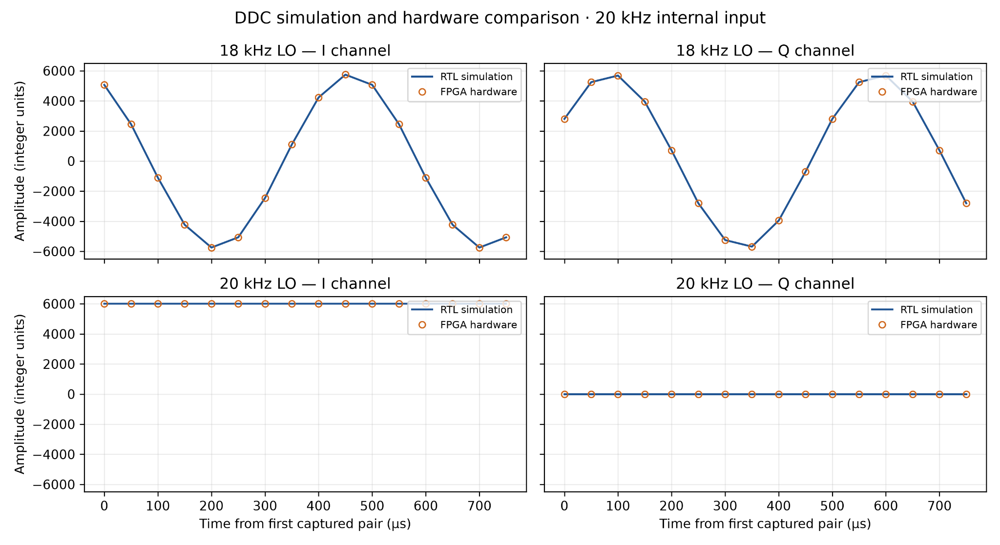 DDC simulation and hardware comparison · 20 kHz internal input
18 kHz LO — I channel
Amplitude (integer units)
6000
4000
2000
0
−2000
−4000
−6000
RTL simulation
FPGA hardware
18 kHz LO — Q channel
RTL simulation
FPGA hardware
20 kHz LO — I channel
Amplitude (integer units)
6000
4000
2000
0
−2000
−4000
−6000
RTL simulation
FPGA hardware
0 100 200 300 400 500 600 700
Time from first captured pair (μs)
20 kHz LO — Q channel
RTL simulation
FPGA hardware
0 100 200 300 400 500 600 700
Time from first captured pair (μs)